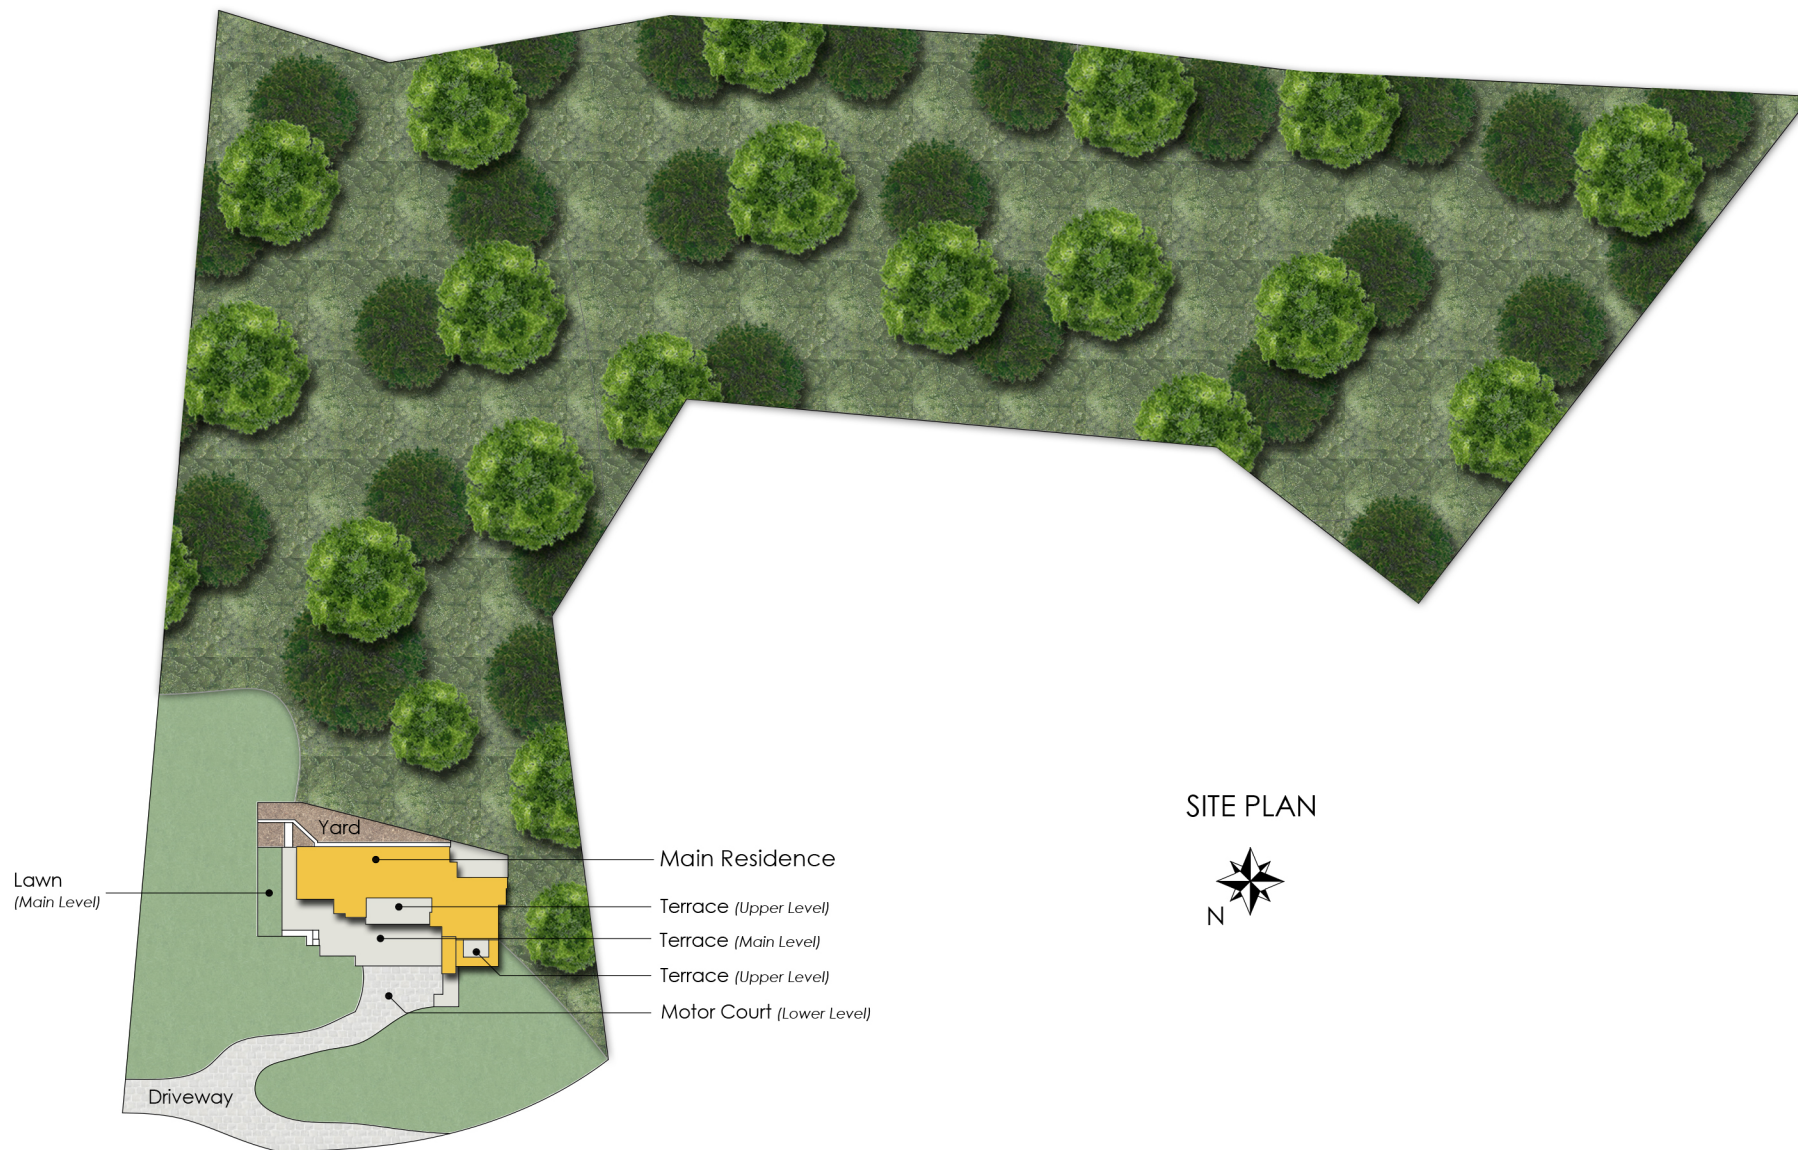 SITE PLAN
Yard
Main Residence
Lawn
(Main Level)
Terrace (Upper Level)
Terrace (Main Level)
Terrace (Upper Level)
Motor Court (Lower Level)
N
Driveway